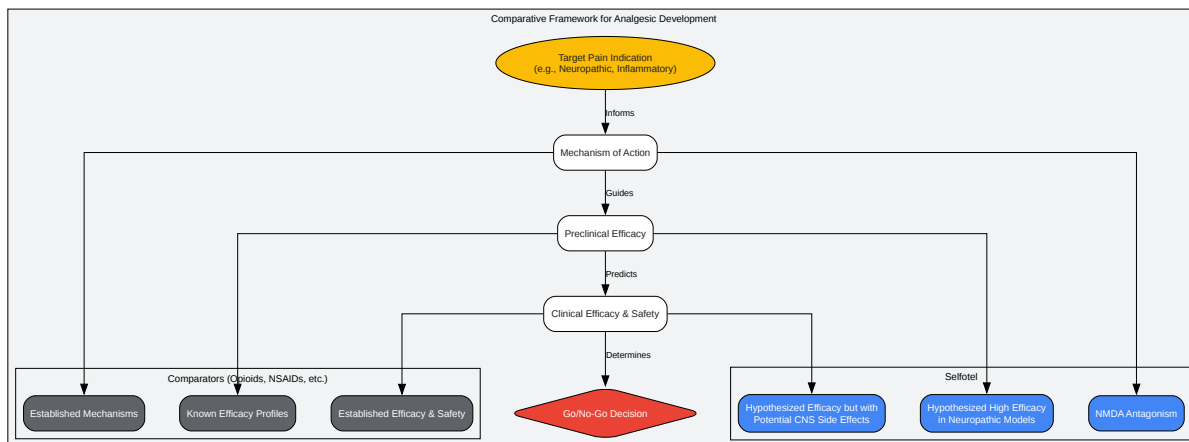 Comparative Framework for Analgesic Development
Target Pain Indication
(e.g., Neuropathic, Inflammatory)
Informs
Mechanism of Action
Guides
Preclinical Efficacy
Predicts
Clinical Efficacy & Safety
Determines
Comparators (Opioids, NSAIDs, etc.)
Established Mechanisms
Known Efficacy Profiles
Established Efficacy & Safety
Go/No-Go Decision
Selfotel
Hypothesized Efficacy but with
Potential CNS Side Effects
Hypothesized High Efficacy
in Neuropathic Models
NMDA Antagonism